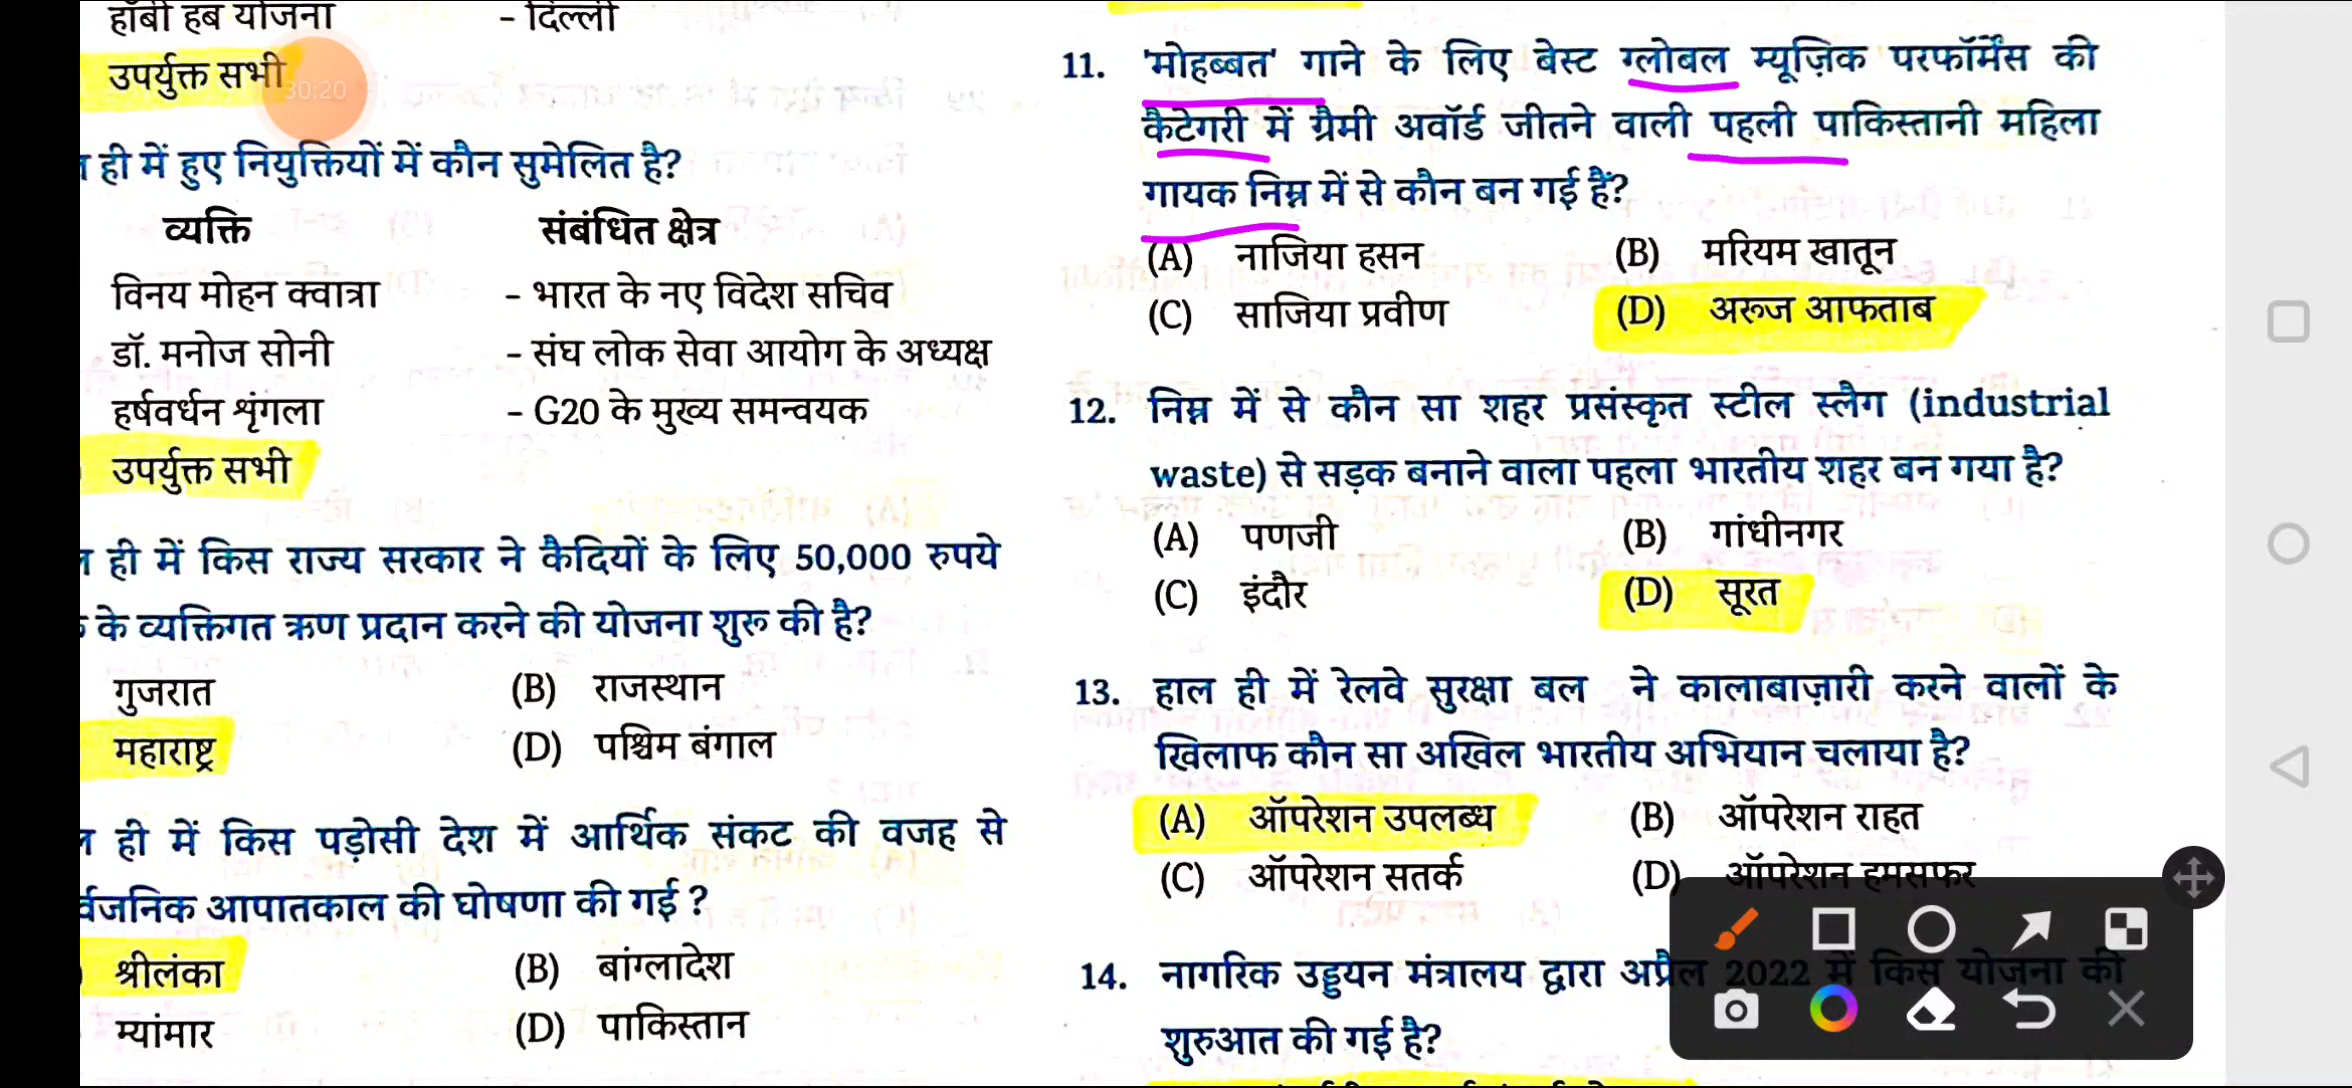 हॉबी हब योजना - दिल्ली
उपर्युक्त सभी
30:20
ही में हुए नियुक्तियों में कौन सुमेलित है?
व्यक्ति संबंधित क्षेत्र
विनय मोहन क्वात्रा - भारत के नए विदेश सचिव
डॉ. मनोज सोनी - संघ लोक सेवा आयोग के अध्यक्ष
हर्षवर्धन श्रृंगला - G20 के मुख्य समन्वयक
उपर्युक्त सभी
ही में किस राज्य सरकार ने कैदियों के लिए 50,000 रुपये
के व्यक्तिगत ऋण प्रदान करने की योजना शुरू की है?
गुजरात (B) राजस्थान
महाराष्ट्र (D) पश्चिम बंगाल
ही में किस पड़ोसी देश में आर्थिक संकट की वजह से
र्वजनिक आपातकाल की घोषणा की गई ?
श्रीलंका (B) बांग्लादेश
म्यांमार (D) पाकिस्तान
11. 'मोहब्बत' गाने के लिए बेस्ट ग्लोबल म्यूज़िक परफॉर्मेंस की
कैटेगरी में ग्रैमी अवॉर्ड जीतने वाली पहली पाकिस्तानी महिला
गायक निम्न में से कौन बन गई हैं?
(A) नाजिया हसन (B) मरियम खातून
(C) साजिया प्रवीण (D) अरूज आफताब
12. निम्न में से कौन सा शहर प्रसंस्कृत स्टील स्लैग (industrial
waste) से सड़क बनाने वाला पहला भारतीय शहर बन गया है?
(A) पणजी (B) गांधीनगर
(C) इंदौर (D) सूरत
13. हाल ही में रेलवे सुरक्षा बल ने कालाबाज़ारी करने वालों के
खिलाफ कौन सा अखिल भारतीय अभियान चलाया है?
(A) ऑपरेशन उपलब्ध (B) ऑपरेशन राहत
(C) ऑपरेशन सतर्क (D) ऑपरेशन हमसफर
14. नागरिक उड्डयन मंत्रालय द्वारा अप्रैल 2022 में किस योजना की
शुरुआत की गई है?